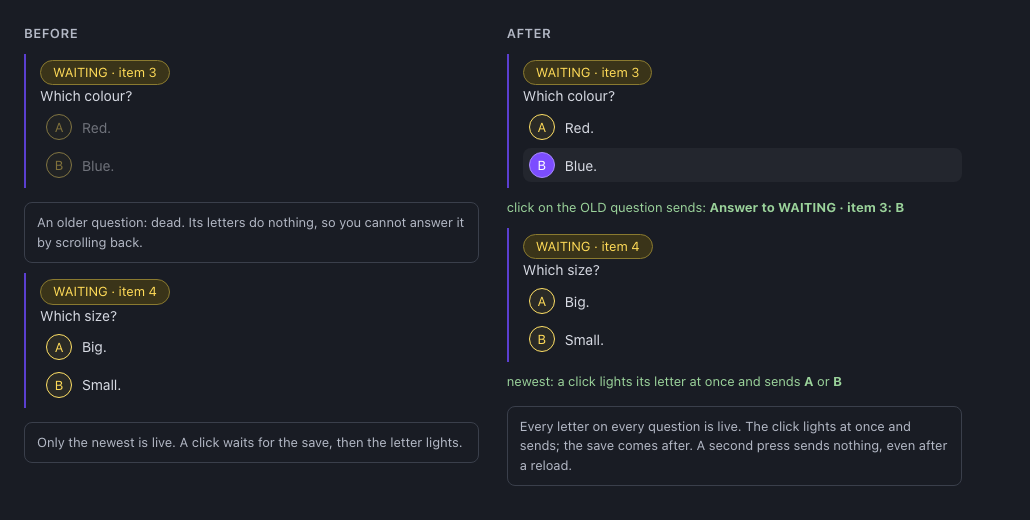 BEFORE
WAITING · item 3
Which colour?
A Red.
B Blue.
An older question: dead. Its letters do nothing, so you cannot answer it
by scrolling back.
WAITING · item 4
Which size?
A Big.
B Small.
Only the newest is live. A click waits for the save, then the letter lights.
AFTER
WAITING · item 3
Which colour?
A Red.
B Blue.
click on the OLD question sends: Answer to WAITING · item 3: B
WAITING · item 4
Which size?
A Big.
B Small.
newest: a click lights its letter at once and sends A or B
Every letter on every question is live. The click lights at once and
sends; the save comes after. A second press sends nothing, even after
a reload.